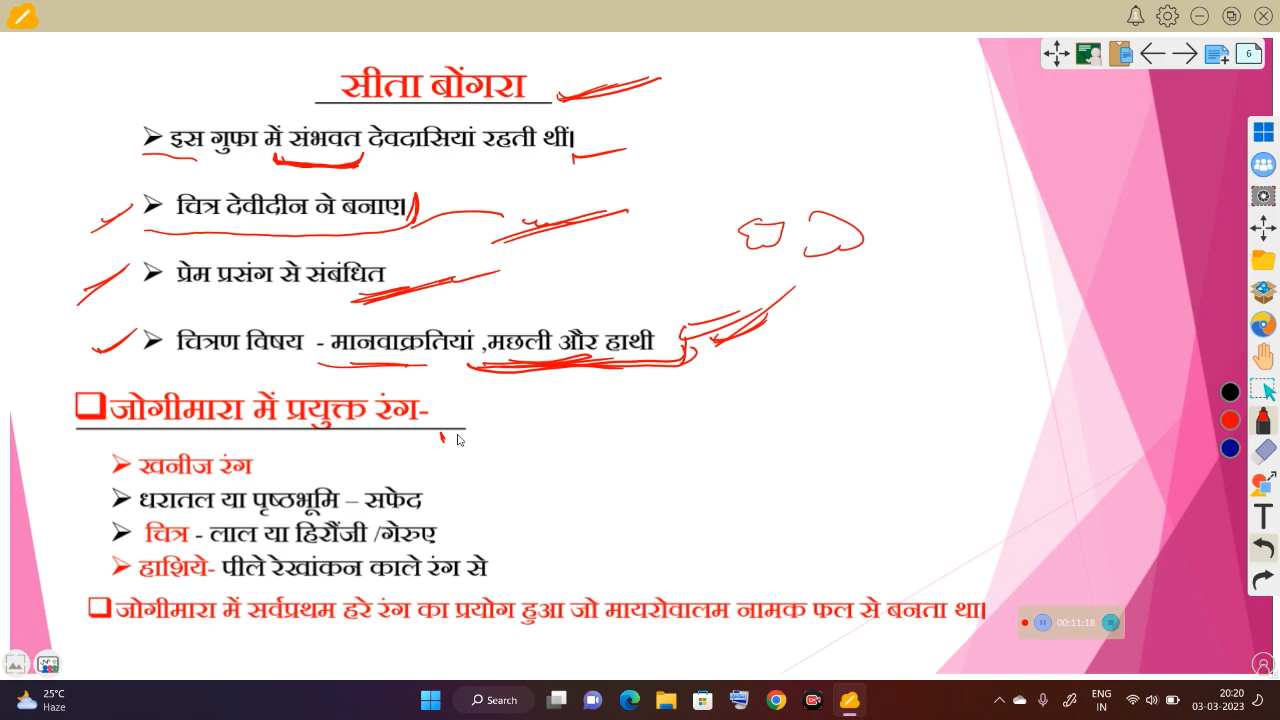 6
सीता बोंगरा
➢ इस गुफा में संभवत देवदासियां रहती थीं।
➢ चित्र देवीदीन ने बनाए।
➢ प्रेम प्रसंग से संबंधित
➢ चित्रण विषय - मानवाक्रतियां ,मछली और हाथी
❑जोगीमारा में प्रयुक्त रंग-
➢ खनीज रंग
➢ धरातल या पृष्ठभूमि – सफेद
➢ चित्र - लाल या हिरौंजी /गेरुए
➢ हाशिये- पीले रेखांकन काले रंग से
❑जोगीमारा में सर्वप्रथम हरे रंग का प्रयोग हुआ जो मायरोवालम नामक फल से बनता था।
00:11:18
T
25°C
Haze
Search
ENG
IN
20:20
03-03-2023